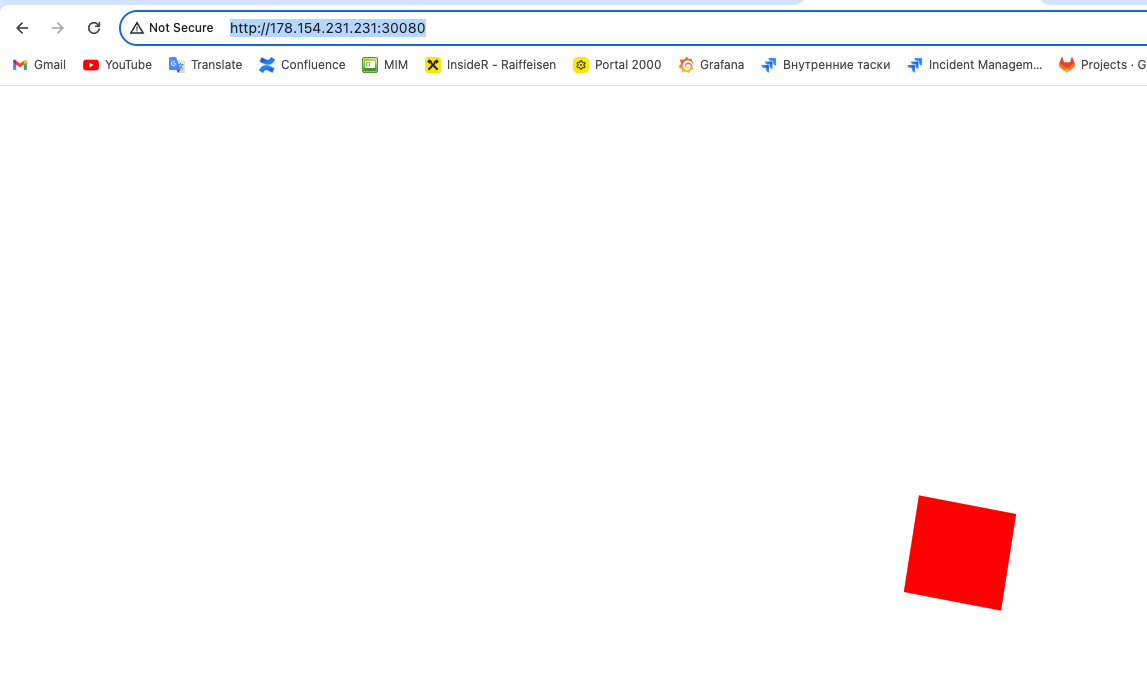 Not Secure http://178.154.231.231:30080
Gmail YouTube Translate Confluence MIM InsideR - Raiffeisen Portal 2000 Grafana Внутренние таски Incident Managem... Projects · G